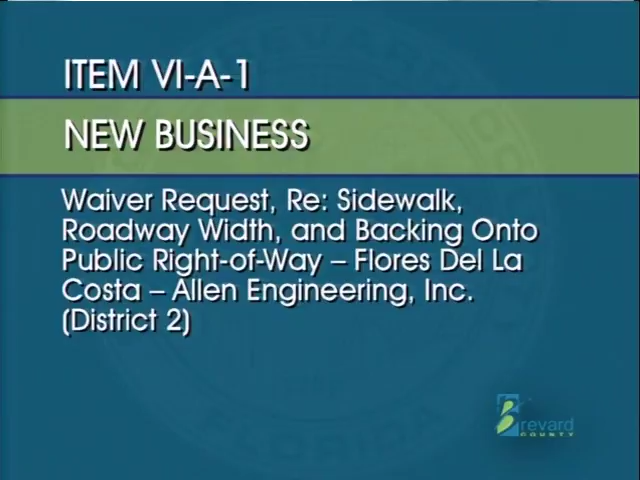 ITEM VI-A-1
NEW BUSINESS
Waiver Request, Re: Sidewalk,
Roadway Width, and Backing Onto
Public Right-of-Way – Flores Del La
Costa – Allen Engineering, Inc.
(District 2)
Brevard
COUNTY